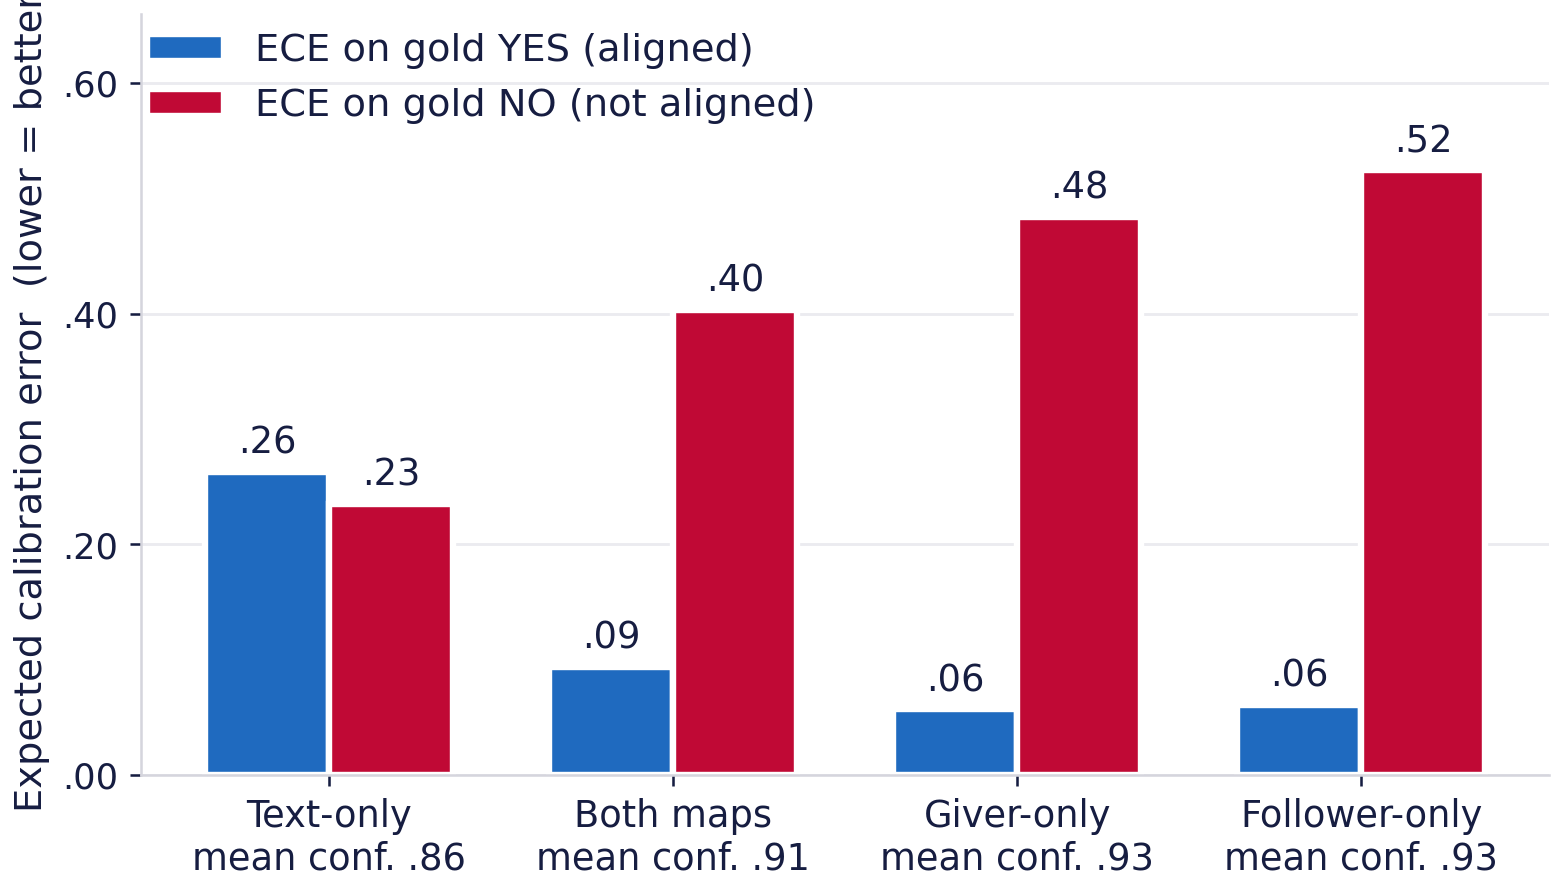 Expected calibration error (lower = better
ECE on gold YES (aligned)
ECE on gold NO (not aligned)
.60
.40
.20
.00
.26
.23
.09
.40
.06
.48
.06
.52
Text-only
mean conf. .86
Both maps
mean conf. .91
Giver-only
mean conf. .93
Follower-only
mean conf. .93